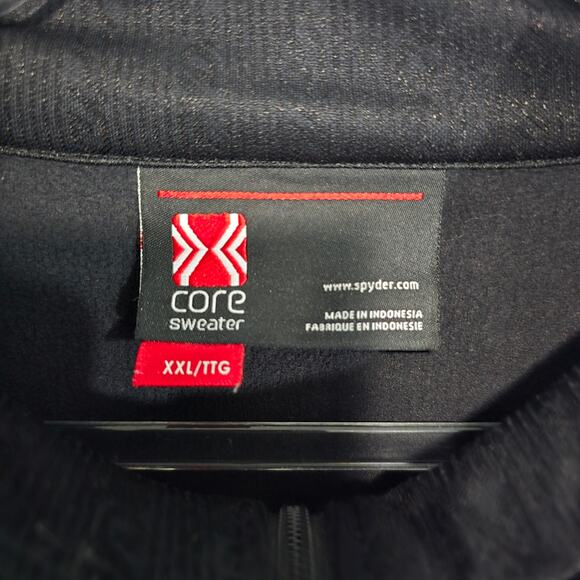 core
sweater
www.spyder.com
MADE IN INDONESIA
FABRIQUE EN INDONESIE
XXL/TTG